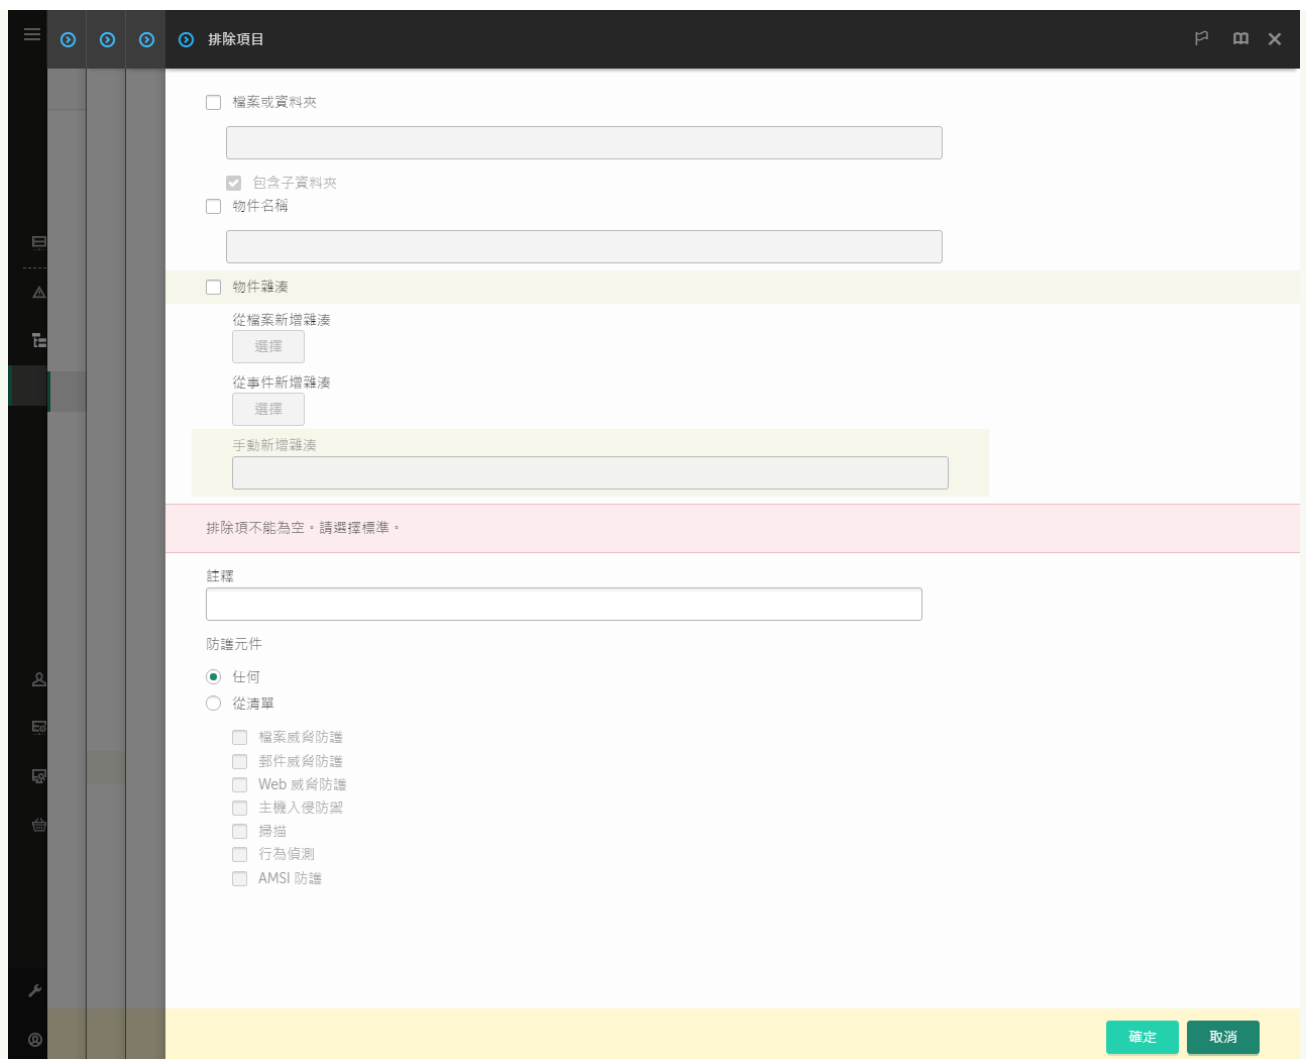 排除項目
檔案或資料夾
包含子資料夾
物件名稱
物件雜湊
從檔案新增雜湊
選擇
從事件新增雜湊
選擇
手動新增雜湊
排除項不能為空。請選擇標準。
註釋
防護元件
任何
從清單
檔案威脅防護
郵件威脅防護
Web 威脅防護
主機入侵防禦
掃描
行為偵測
AMSI 防護
確定
取消